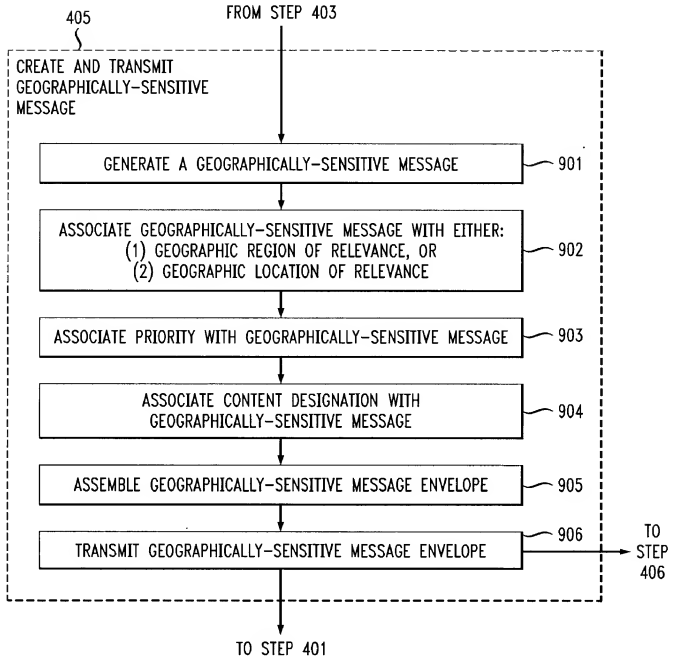 405
FROM STEP 403
CREATE AND TRANSMIT
GEOGRAPHICALLY-SENSITIVE
MESSAGE
GENERATE A GEOGRAPHICALLY-SENSITIVE MESSAGE
901
ASSOCIATE GEOGRAPHICALLY-SENSITIVE MESSAGE WITH EITHER:
(1) GEOGRAPHIC REGION OF RELEVANCE, OR
(2) GEOGRAPHIC LOCATION OF RELEVANCE
902
ASSOCIATE PRIORITY WITH GEOGRAPHICALLY-SENSITIVE MESSAGE
903
ASSOCIATE CONTENT DESIGNATION WITH
GEOGRAPHICALLY-SENSITIVE MESSAGE
904
ASSEMBLE GEOGRAPHICALLY-SENSITIVE MESSAGE ENVELOPE
905
TRANSMIT GEOGRAPHICALLY-SENSITIVE MESSAGE ENVELOPE
906
TO
STEP
406
TO STEP 401